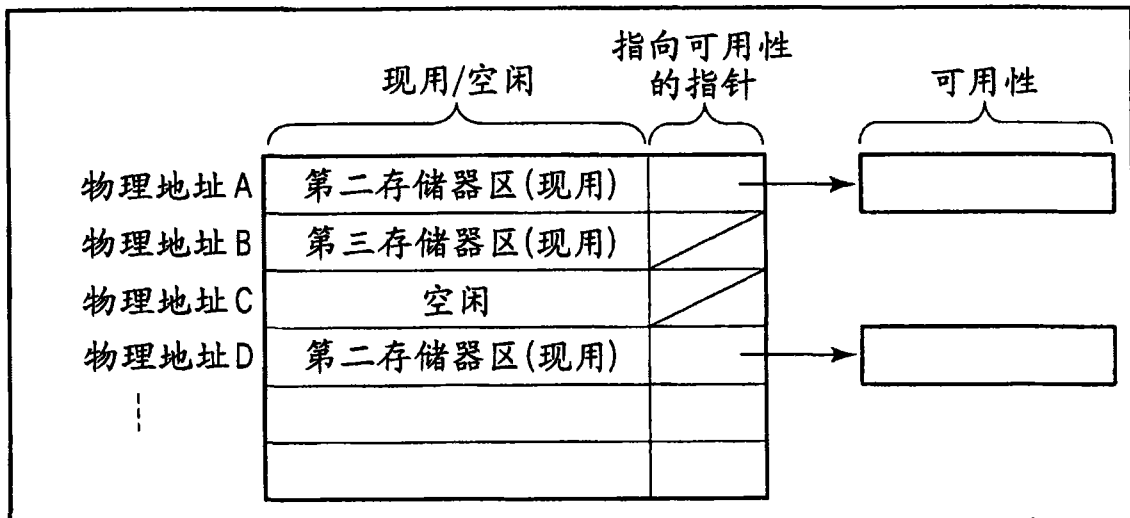 现用/空闲
指向可用性
的指针
可用性
物理地址A 第二存储器区(现用)
物理地址B 第三存储器区(现用)
物理地址C 空闲
物理地址D 第二存储器区(现用)